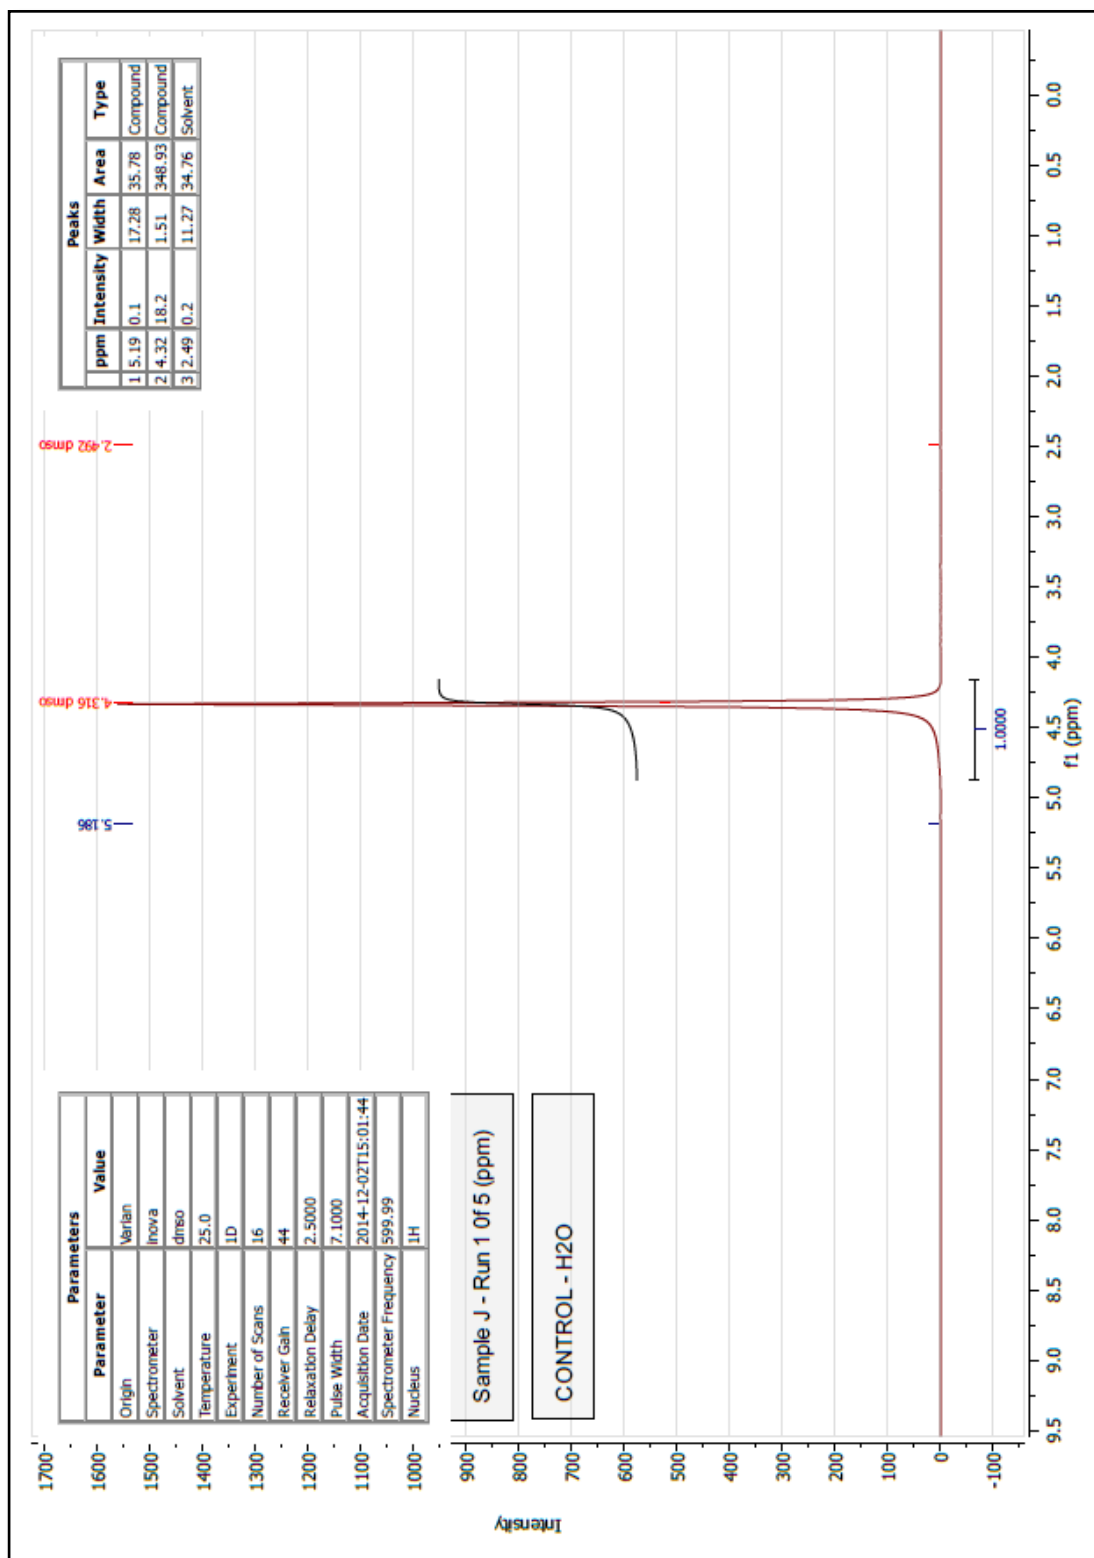 Parameters
Parameter Value
Origin Varian
Spectrometer inova
Solvent dmso
Temperature 25.0
Experiment 1D
Number of Scans 16
Receiver Gain 44
Relaxation Delay 2.5000
Pulse Width 7.1000
Acquisition Date 2014-12-02T15:01:44
Spectrometer Frequency 599.99
Nucleus 1H
Sample J - Run 1 0f 5 (ppm)
CONTROL - H2O
5.186
4.316 dmso
2.492 dmso
Peaks
ppm Intensity Width Area Type
1 5.19 0.1 17.28 35.78 Compound
2 4.32 18.2 1.51 348.93 Compound
3 2.49 0.2 11.27 34.76 Solvent
1700
1600
1500
1400
1300
1200
1100
1000
900
800
700
600
500
400
300
200
100
0
-100
Intensity
1.0000
9.5 9.0 8.5 8.0 7.5 7.0 6.5 6.0 5.5 5.0 4.5 4.0 3.5 3.0 2.5 2.0 1.5 1.0 0.5 0.0
f1 (ppm)